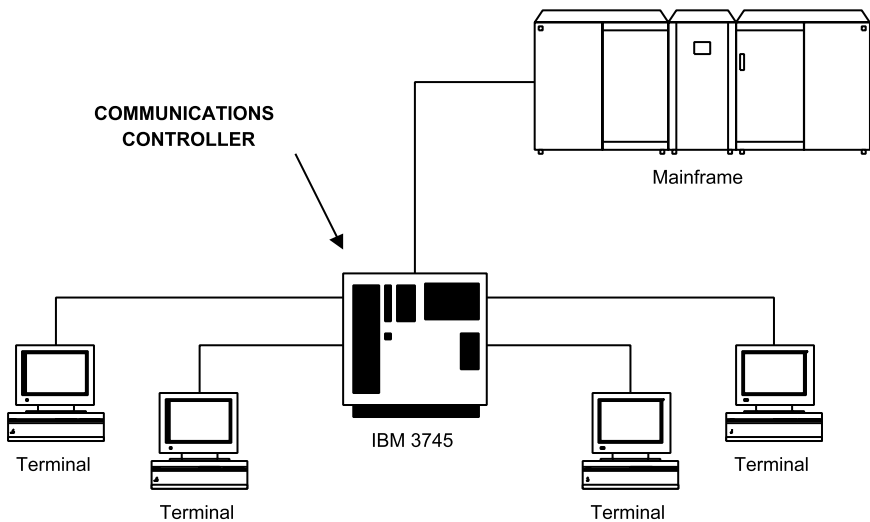 COMMUNICATIONS
CONTROLLER
Mainframe
IBM 3745
Terminal
Terminal
Terminal
Terminal